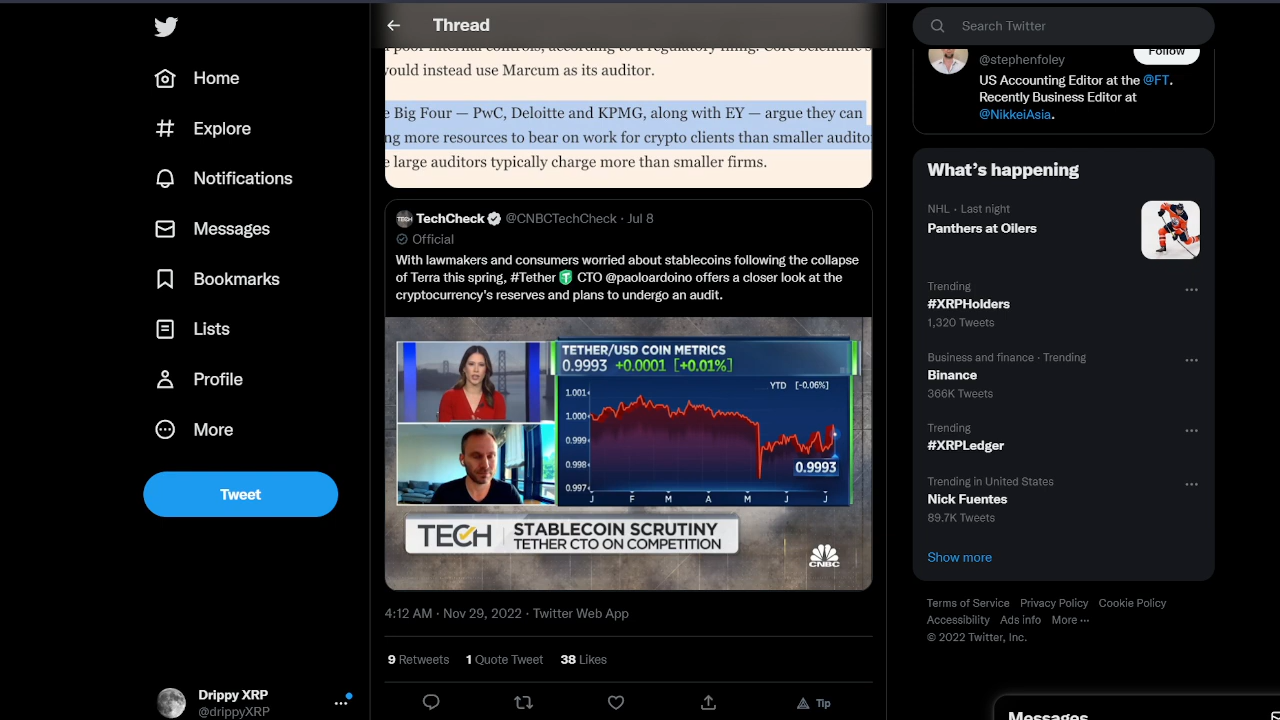 Home
Explore
Notifications
Messages
Bookmarks
Lists
Profile
More
Tweet
Drippy XRP
@drippyXRP
Thread
poor internal controls, according to a regulatory filing. Core Scientific's
would instead use Marcum as its auditor.
e Big Four — PwC, Deloitte and KPMG, along with EY — argue they can
ng more resources to bear on work for crypto clients than smaller audito
e large auditors typically charge more than smaller firms.
TechCheck @CNBCTechCheck · Jul 8
Official
With lawmakers and consumers worried about stablecoins following the collapse
of Terra this spring, #Tether CTO @paoloardoino offers a closer look at the
cryptocurrency's reserves and plans to undergo an audit.
TETHER/USD COIN METRICS
0.9993 +0.0001 [+0.01%]
YTD [-0.06%]
1.001
1.000
0.999
0.998
0.997
0.9993
J F M A M J J
TECH
STABLECOIN SCRUTINY
TETHER CTO ON COMPETITION
CNBC
4:12 AM · Nov 29, 2022 · Twitter Web App
9 Retweets 1 Quote Tweet 38 Likes
Tip
Search Twitter
@stephenfoley
Follow
US Accounting Editor at the @FT.
Recently Business Editor at
@NikkeiAsia.
What's happening
NHL · Last night
Panthers at Oilers
Trending
#XRPHolders
1,320 Tweets
Business and finance · Trending
Binance
366K Tweets
Trending
#XRPLedger
Trending in United States
Nick Fuentes
89.7K Tweets
Show more
Terms of Service Privacy Policy Cookie Policy
Accessibility Ads info More ···
© 2022 Twitter, Inc.
Messages